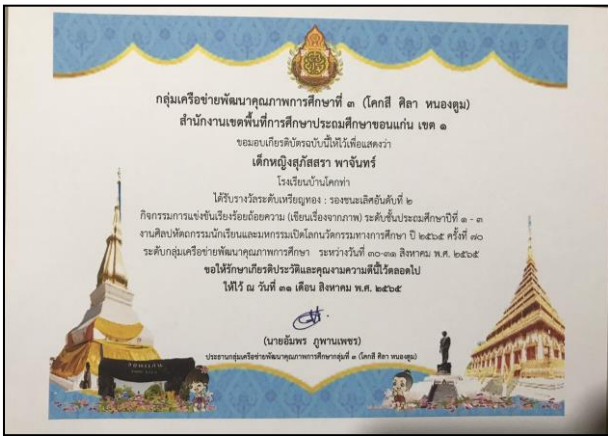 กลุ่มเครือข่ายพัฒนาคุณภาพการศึกษาที่ ๓ (โคกสี ศิลา หนองตูม)
สำนักงานเขตพื้นที่การศึกษาประถมศึกษาขอนแก่น เขต ๑
ขอมอบเกียรติบัตรฉบับนี้ให้ไว้เพื่อแสดงว่า
เด็กหญิงสุภัสสรา พาจันทร์
โรงเรียนบ้านโคกท่า
ได้รับรางวัลระดับเหรียญทอง : รองชนะเลิศอันดับที่ ๒
กิจกรรมการแข่งขันเรียงร้อยถ้อยความ (เขียนเรื่องจากภาพ) ระดับชั้นประถมศึกษาปีที่ ๑ - ๓
งานศิลปหัตถกรรมนักเรียนและมหกรรมเปิดโลกนวัตกรรมทางการศึกษา ปี ๒๕๖๕ ครั้งที่ ๗๐
ระดับกลุ่มเครือข่ายพัฒนาคุณภาพการศึกษา ระหว่างวันที่ ๓๐-๓๑ สิงหาคม พ.ศ. ๒๕๖๕
ขอให้รักษาเกียรติประวัติและคุณงามความดีนี้ไว้ตลอดไป
ให้ไว้ ณ วันที่ ๓๑ เดือน สิงหาคม พ.ศ. ๒๕๖๕
(นายอัมพร ภูพานเพชร)
ประธานกลุ่มเครือข่ายพัฒนาคุณภาพการศึกษากลุ่มที่ ๓ (โคกสี ศิลา หนองตูม)